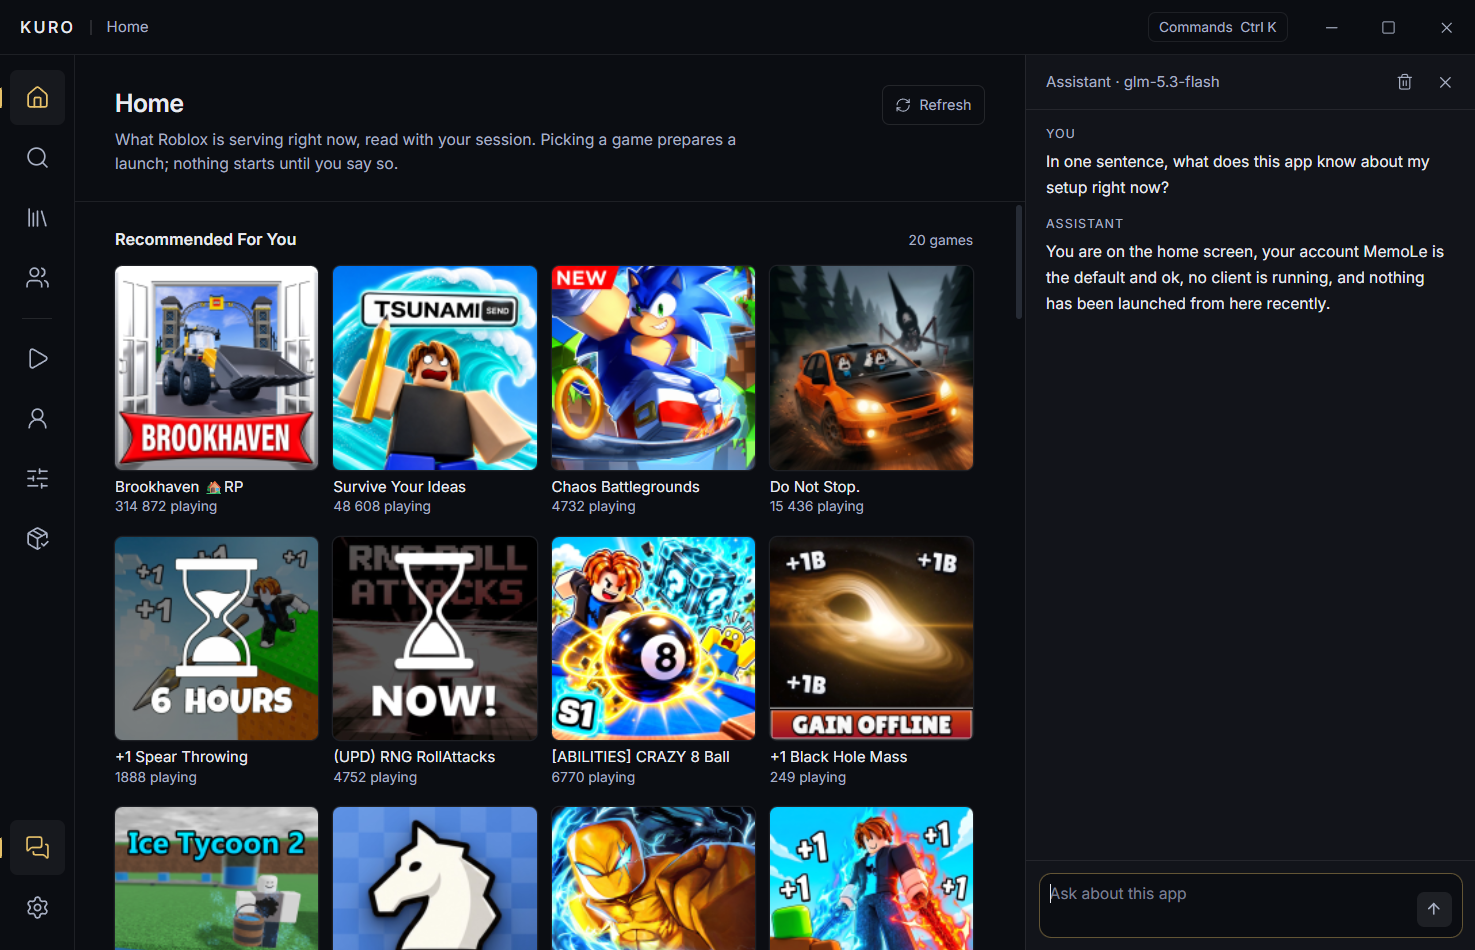 KURO
Home
Commands Ctrl K
Home
Refresh
What Roblox is serving right now, read with your session. Picking a game prepares a
launch; nothing starts until you say so.
Recommended For You
20 games
BROOKHAVEN
TSUNAMI SEND
NEW
Brookhaven 🏠RP
314 872 playing
Survive Your Ideas
48 608 playing
Chaos Battlegrounds
4732 playing
Do Not Stop.
15 436 playing
+1 +1 +1
+1
6 HOURS
RNG ROLL
ATTACKS
NOW!
8
S1
+1B +1B
+1B
GAIN OFFLINE
+1 Spear Throwing
1888 playing
(UPD) RNG RollAttacks
4752 playing
[ABILITIES] CRAZY 8 Ball
6770 playing
+1 Black Hole Mass
249 playing
Ice Tycoon 2
+1 +1
+1 +1
Assistant · glm-5.3-flash
YOU
In one sentence, what does this app know about my
setup right now?
ASSISTANT
You are on the home screen, your account MemoLe is
the default and ok, no client is running, and nothing
has been launched from here recently.
Ask about this app